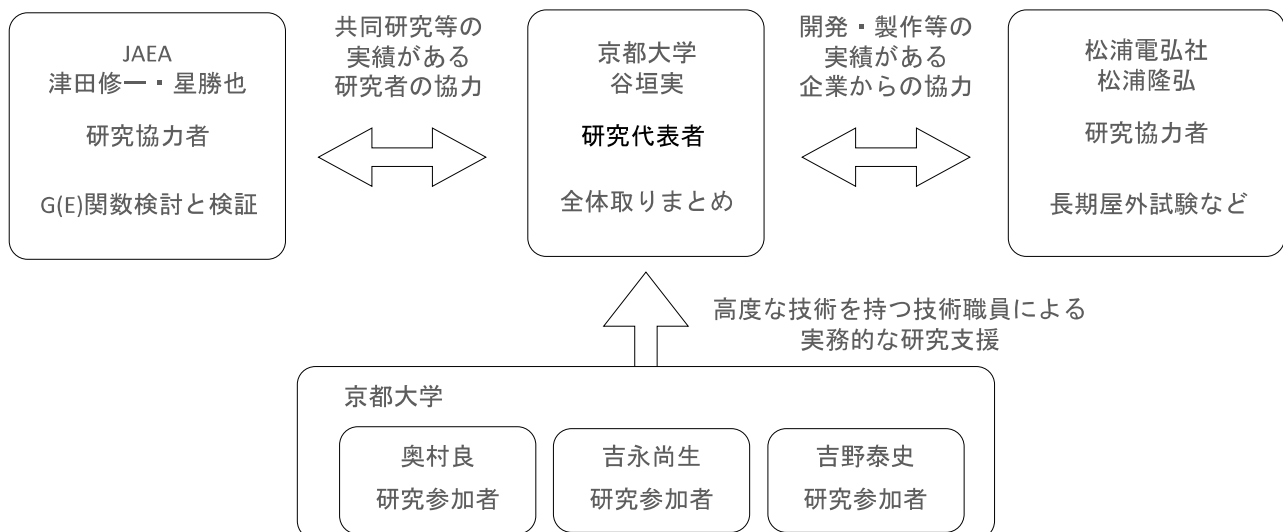 JAEA
津田修一・星勝也
研究協力者
G(E)関数検討と検証
共同研究等の
実績がある
研究者の協力
京都大学
谷垣実
研究代表者
全体取りまとめ
開発・製作等の
実績がある
企業からの協力
松浦電弘社
松浦隆弘
研究協力者
長期屋外試験など
高度な技術を持つ技術職員による
実務的な研究支援
京都大学
奥村良
研究参加者
吉永尚生
研究参加者
吉野泰史
研究参加者